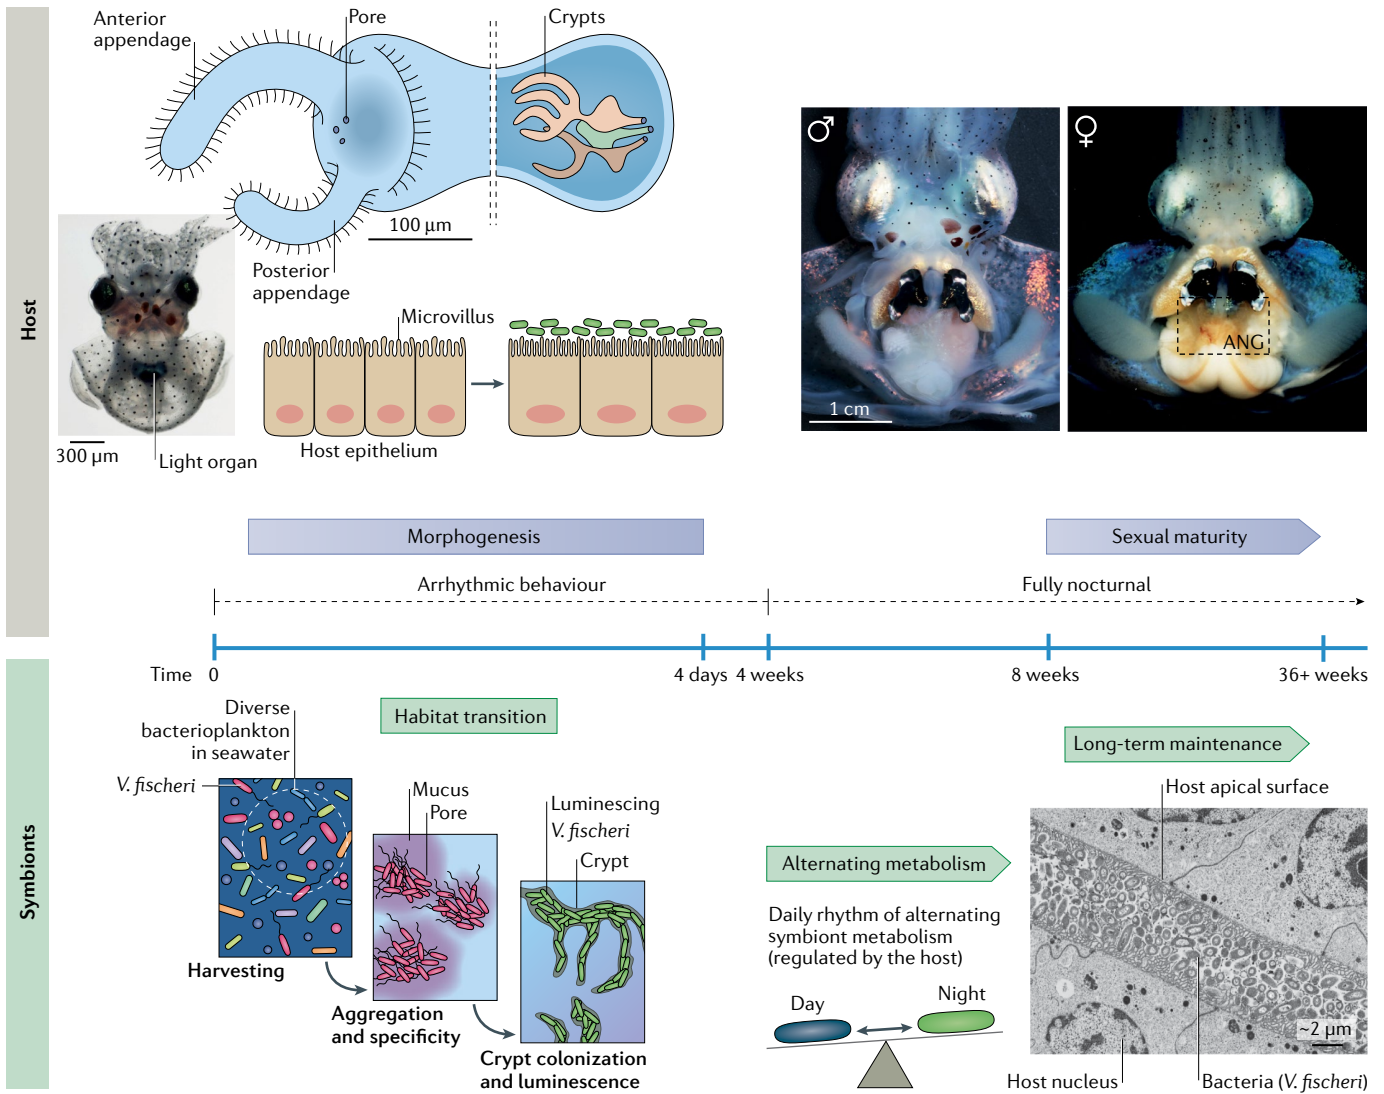 Host
Anterior
appendage
Pore
Crypts
100 µm
Posterior
appendage
300 µm
Light organ
Microvillus
Host epithelium
♂
1 cm
♀
ANG
Morphogenesis
Sexual maturity
Arrhythmic behaviour
Fully nocturnal
Time
0
4 days
4 weeks
8 weeks
36+ weeks
Symbionts
Habitat transition
Long-term maintenance
Diverse
bacterioplankton
in seawater
V. fischeri
Harvesting
Mucus
Pore
Aggregation
and specificity
Luminescing
V. fischeri
Crypt
Crypt colonization
and luminescence
Alternating metabolism
Daily rhythm of alternating
symbiont metabolism
(regulated by the host)
Day
Night
Host apical surface
~2 µm
Host nucleus
Bacteria (V. fischeri)